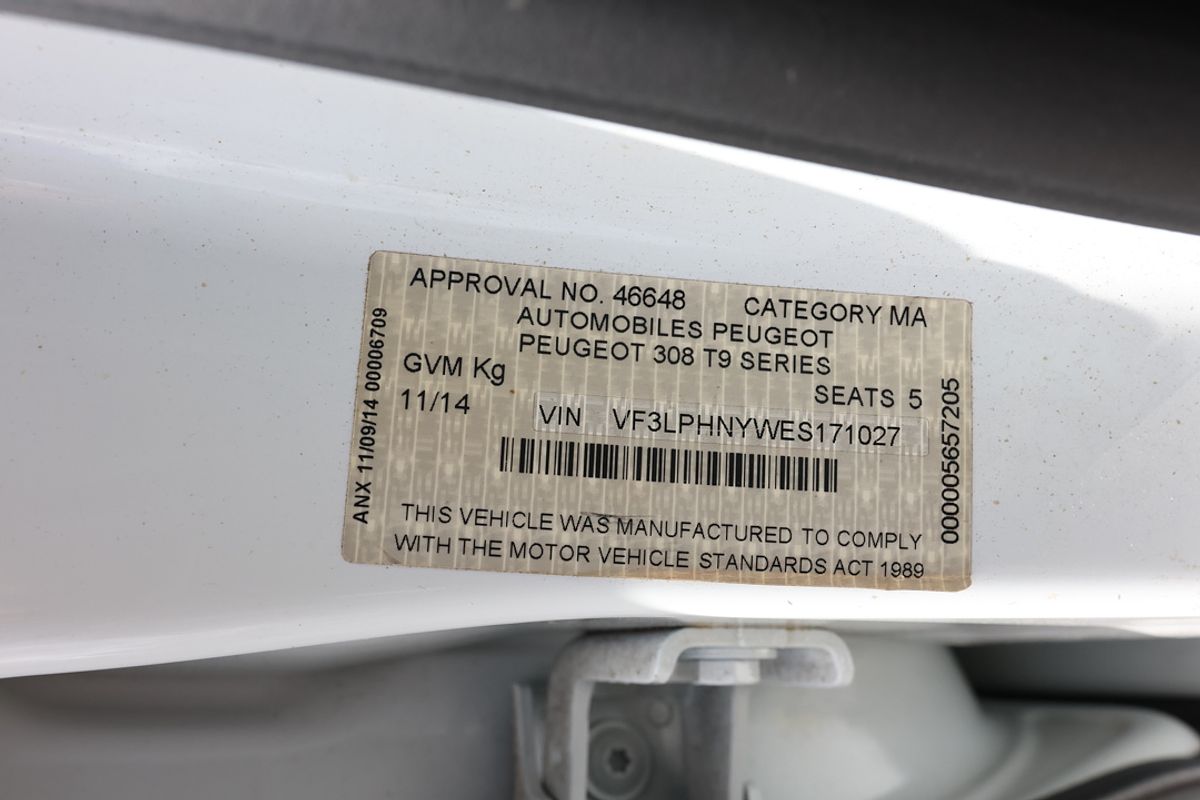 APPROVAL NO. 46648 CATEGORY MA
AUTOMOBILES PEUGEOT
PEUGEOT 308 T9 SERIES
GVM Kg
SEATS 5
11/14
VIN VF3LPHNYWES171027
THIS VEHICLE WAS MANUFACTURED TO COMPLY
WITH THE MOTOR VEHICLE STANDARDS ACT 1989
ANX 11/09/14 00006709
000005657205